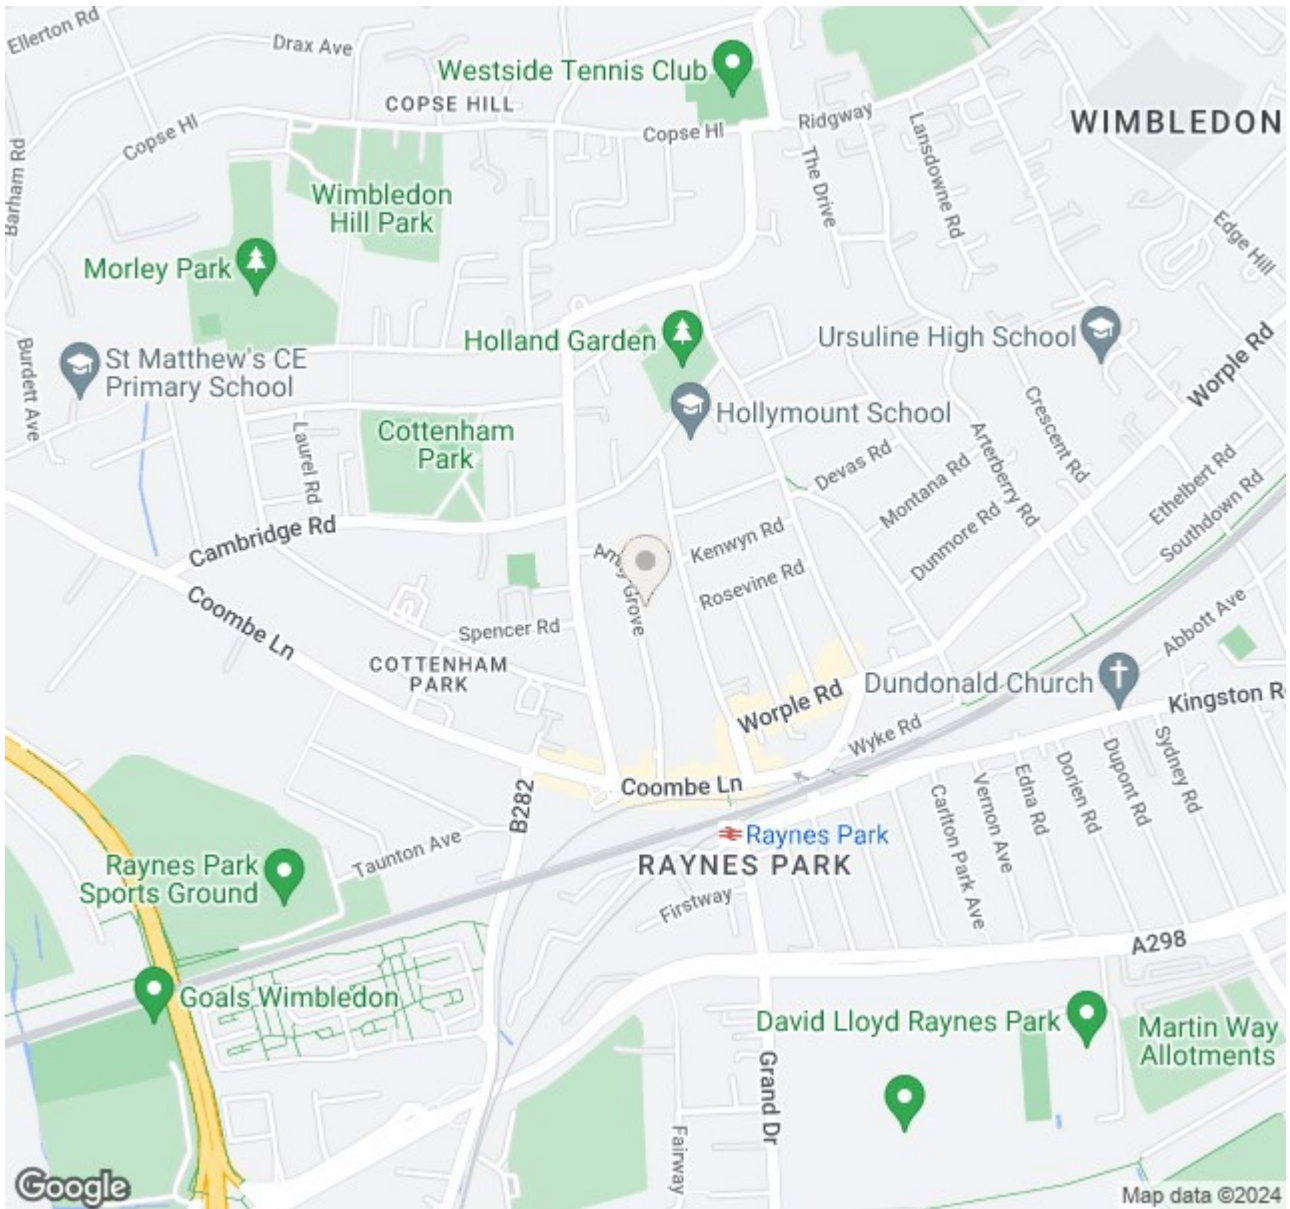 Ellerton Rd
Drax Ave
Westside Tennis Club
COPSE HILL
Copse Hl
Copse Hl
Ridgway
Lansdowne Rd
WIMBLEDON
Barham Rd
The Drive
Wimbledon
Hill Park
Edge Hill
Morley Park
Holland Garden
Ursuline High School
Worple Rd
Burdett Ave
St Matthew's CE
Primary School
Hollymount School
Crescent Rd
Laurel Rd
Cottenham
Park
Arterberry Rd
Devas Rd
Montana Rd
Ethelbert Rd
Southdown Rd
Cambridge Rd
Kenwyn Rd
Dunmore Rd
Grove
Rosevine Rd
Coombe Ln
Spencer Rd
Abbott Ave
COTTENHAM
PARK
Dundonald Church
Worple Rd
Kingston R
Wyke Rd
Coombe Ln
B282
Carlton Park Ave
Vernon Ave
Edna Rd
Dorien Rd
Dupont Rd
Sydney Rd
Taunton Ave
Raynes Park
RAYNES PARK
Raynes Park
Sports Ground
Firstway
A298
Goals Wimbledon
David Lloyd Raynes Park
Martin Way
Allotments
Grand Dr
Fairway
Google
Map data ©2024